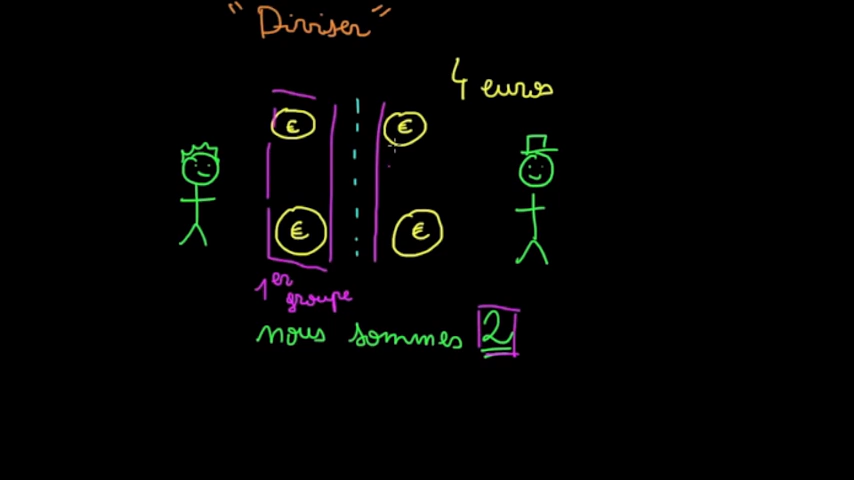 "Diviser"
4 euros
€ €
€ €
1er groupe
nous sommes 2